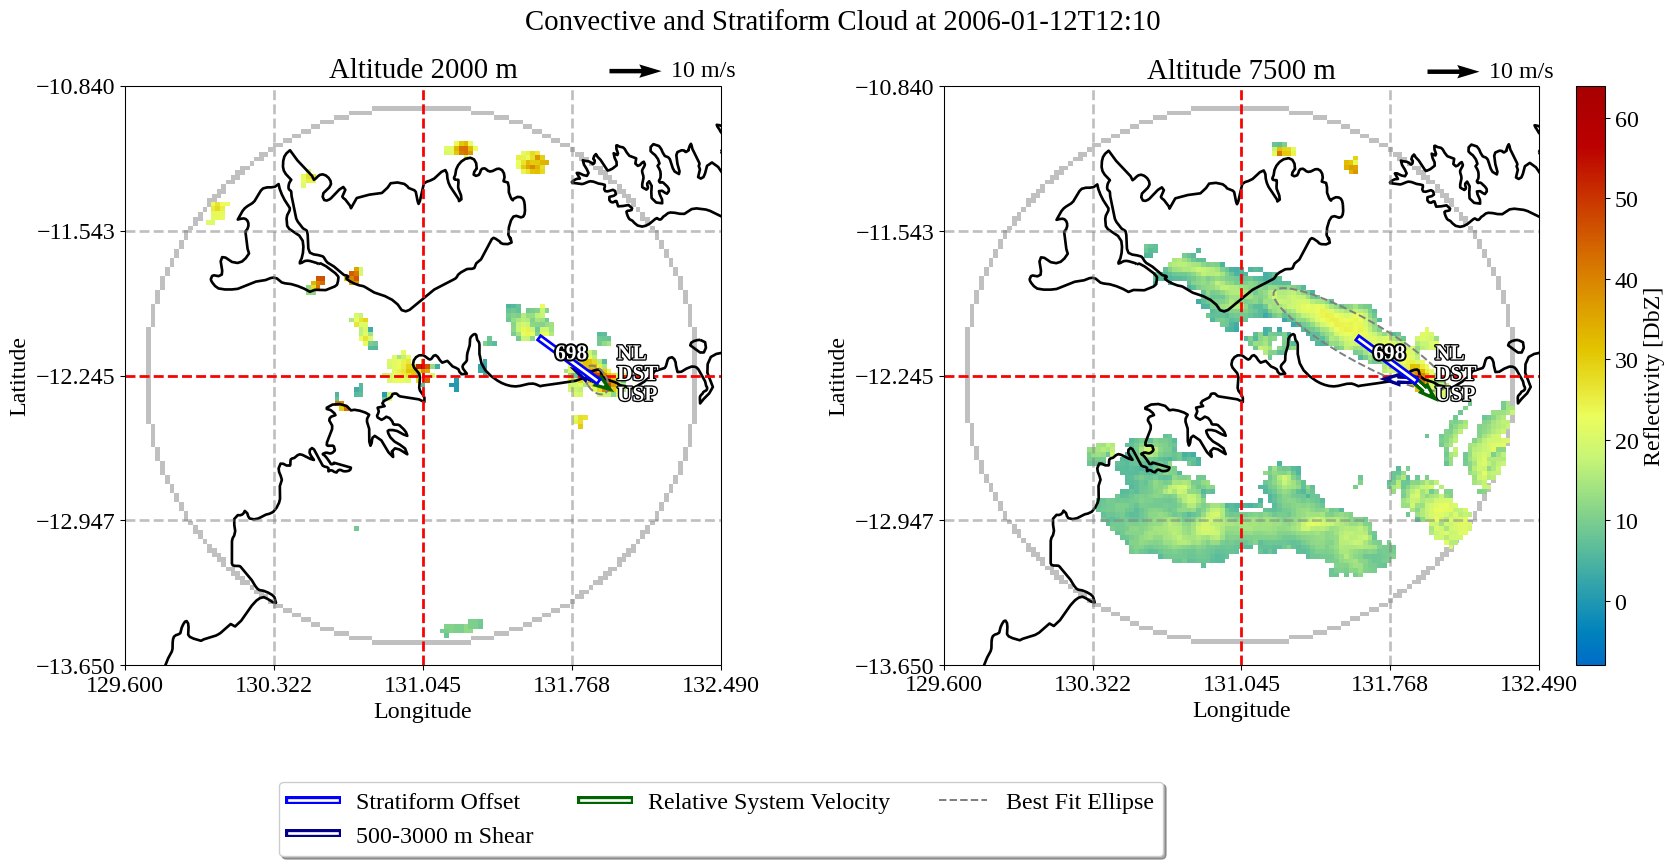 Convective and Stratiform Cloud at 2006-01-12T12:10
Altitude 2000 m
10 m/s
Altitude 7500 m
10 m/s
−10.840
−11.543
−12.245
−12.947
−13.650
129.600
130.322
131.045
131.768
132.490
Latitude
Longitude
698
NL
DST
USP
−10.840
−11.543
−12.245
−12.947
−13.650
129.600
130.322
131.045
131.768
132.490
Latitude
Longitude
698
NL
DST
USP
60
50
40
30
20
10
0
Reflectivity [DbZ]
Stratiform Offset
Relative System Velocity
Best Fit Ellipse
500-3000 m Shear